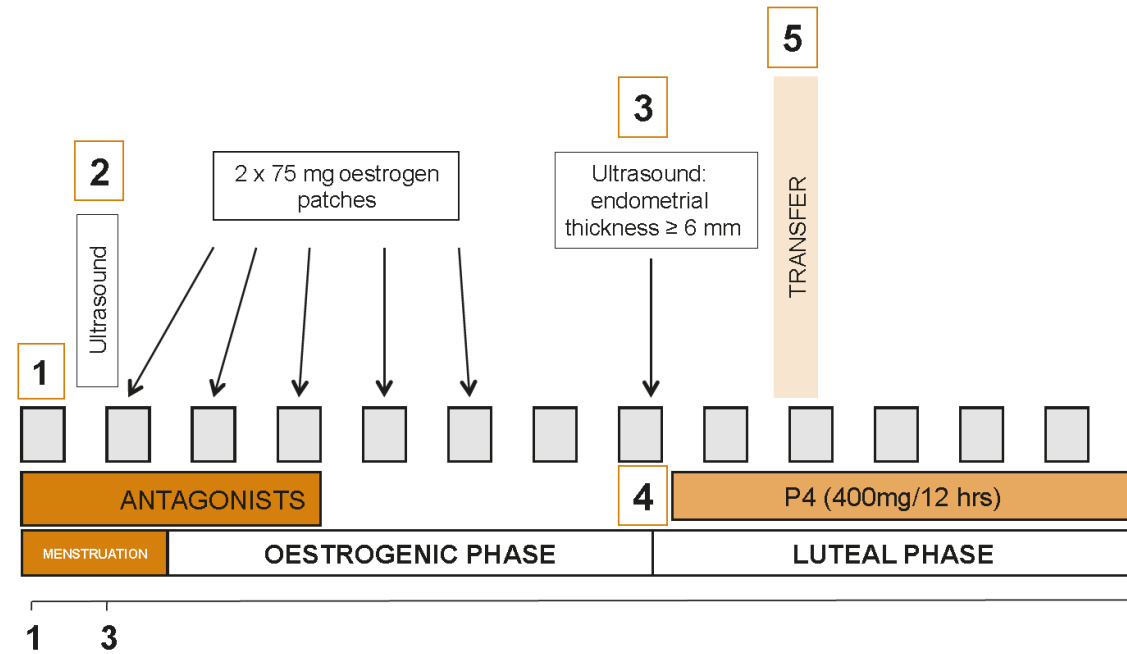 5
3
2
2 x 75 mg oestrogen
patches
Ultrasound:
endometrial
thickness ≥ 6 mm
TRANSFER
Ultrasound
1
4
ANTAGONISTS
P4 (400mg/12 hrs)
MENSTRUATION
OESTROGENIC PHASE
LUTEAL PHASE
1
3